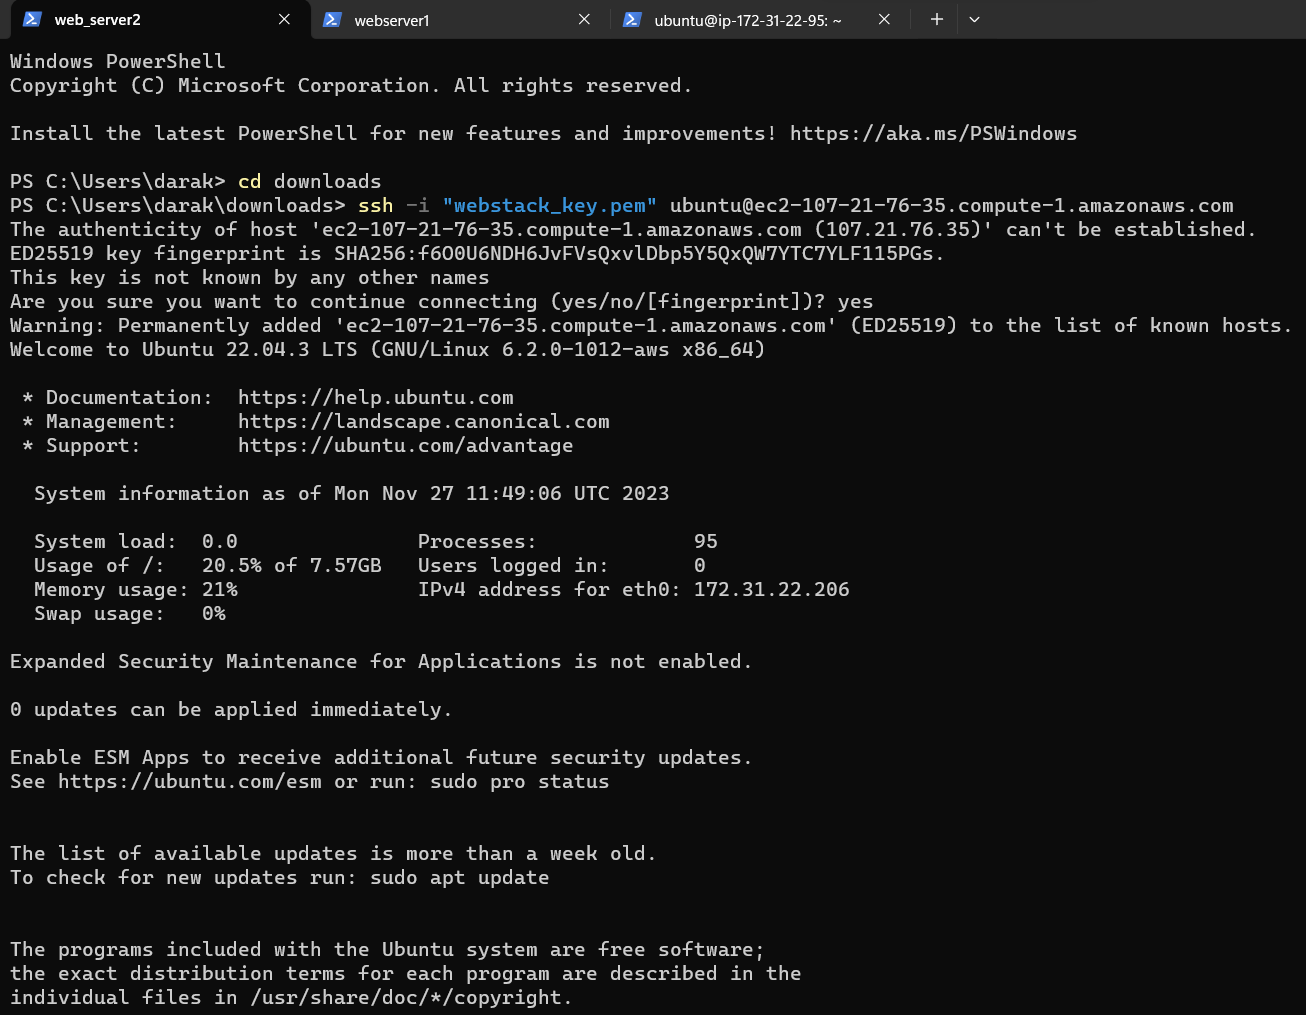 web_server2
webserver1
ubuntu@ip-172-31-22-95: ~
Windows PowerShell
Copyright (C) Microsoft Corporation. All rights reserved.
Install the latest PowerShell for new features and improvements! https://aka.ms/PSWindows
PS C:\Users\darak> cd downloads
PS C:\Users\darak\downloads> ssh -i "webstack_key.pem" ubuntu@ec2-107-21-76-35.compute-1.amazonaws.com
The authenticity of host 'ec2-107-21-76-35.compute-1.amazonaws.com (107.21.76.35)' can't be established.
ED25519 key fingerprint is SHA256:f6O0U6NDH6JvFVsQxvlDbp5Y5QxQW7YTC7YLF115PGs.
This key is not known by any other names
Are you sure you want to continue connecting (yes/no/[fingerprint])? yes
Warning: Permanently added 'ec2-107-21-76-35.compute-1.amazonaws.com' (ED25519) to the list of known hosts.
Welcome to Ubuntu 22.04.3 LTS (GNU/Linux 6.2.0-1012-aws x86_64)
* Documentation:  https://help.ubuntu.com
* Management:     https://landscape.canonical.com
* Support:        https://ubuntu.com/advantage
System information as of Mon Nov 27 11:49:06 UTC 2023
System load:  0.0               Processes:             95
Usage of /:   20.5% of 7.57GB   Users logged in:       0
Memory usage: 21%               IPv4 address for eth0: 172.31.22.206
Swap usage:   0%
Expanded Security Maintenance for Applications is not enabled.
0 updates can be applied immediately.
Enable ESM Apps to receive additional future security updates.
See https://ubuntu.com/esm or run: sudo pro status
The list of available updates is more than a week old.
To check for new updates run: sudo apt update
The programs included with the Ubuntu system are free software;
the exact distribution terms for each program are described in the
individual files in /usr/share/doc/*/copyright.